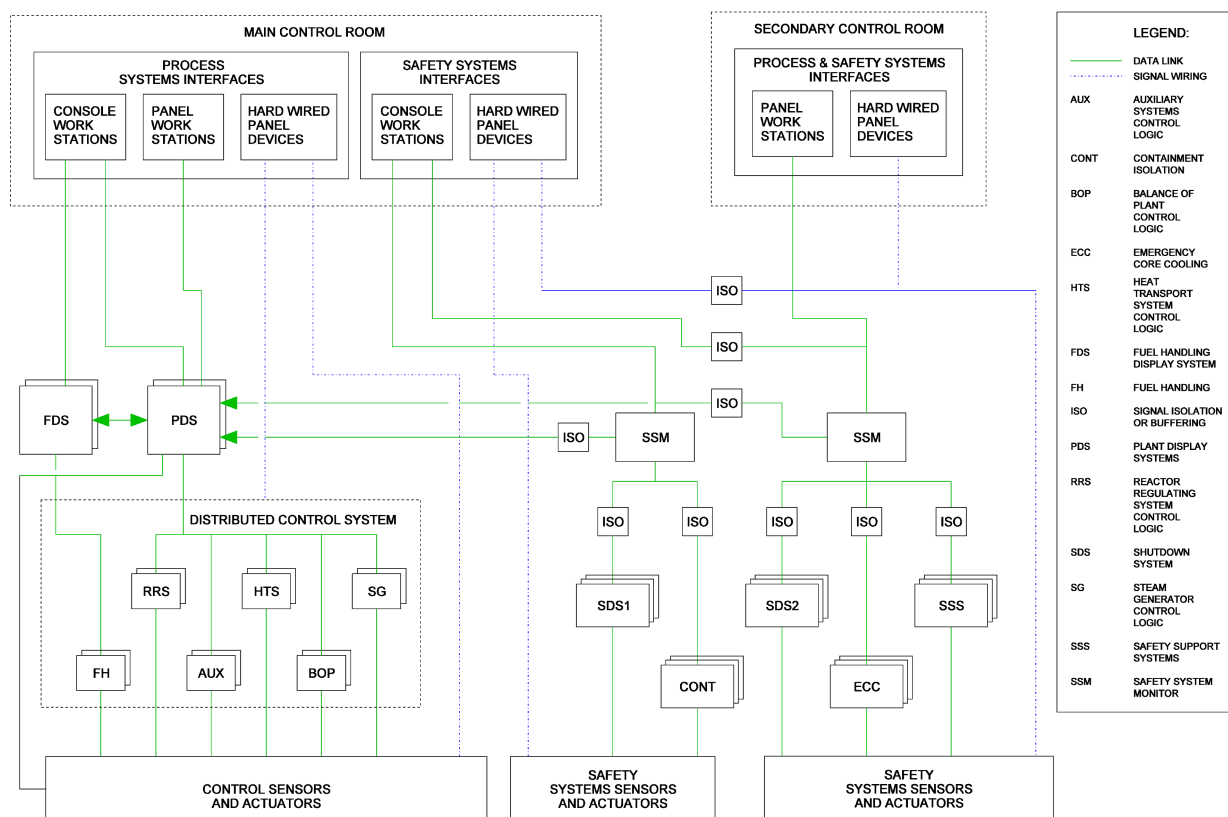 MAIN CONTROL ROOM
PROCESS
SYSTEMS INTERFACES
CONSOLE
WORK
STATIONS
PANEL
WORK
STATIONS
HARD WIRED
PANEL
DEVICES
SAFETY SYSTEMS
INTERFACES
CONSOLE
WORK
STATIONS
HARD WIRED
PANEL
DEVICES
SECONDARY CONTROL ROOM
PROCESS & SAFETY SYSTEMS
INTERFACES
PANEL
WORK
STATIONS
HARD WIRED
PANEL
DEVICES
ISO
ISO
ISO
FDS
PDS
ISO
SSM
SSM
DISTRIBUTED CONTROL SYSTEM
ISO
ISO
ISO
ISO
ISO
RRS
HTS
SG
SDS1
SDS2
SSS
FH
AUX
BOP
CONT
ECC
CONTROL SENSORS
AND ACTUATORS
SAFETY
SYSTEMS SENSORS
AND ACTUATORS
SAFETY
SYSTEMS SENSORS
AND ACTUATORS
LEGEND:
DATA LINK
SIGNAL WIRING
AUX
AUXILIARY
SYSTEMS
CONTROL
LOGIC
CONT
CONTAINMENT
ISOLATION
BOP
BALANCE OF
PLANT
CONTROL
LOGIC
ECC
EMERGENCY
CORE COOLING
HTS
HEAT
TRANSPORT
SYSTEM
CONTROL
LOGIC
FDS
FUEL HANDLING
DISPLAY SYSTEM
FH
FUEL HANDLING
ISO
SIGNAL ISOLATION
OR BUFFERING
PDS
PLANT DISPLAY
SYSTEMS
RRS
REACTOR
REGULATING
SYSTEM
CONTROL
LOGIC
SDS
SHUTDOWN
SYSTEM
SG
STEAM
GENERATOR
CONTROL
LOGIC
SSS
SAFETY SUPPORT
SYSTEMS
SSM
SAFETY SYSTEM
MONITOR